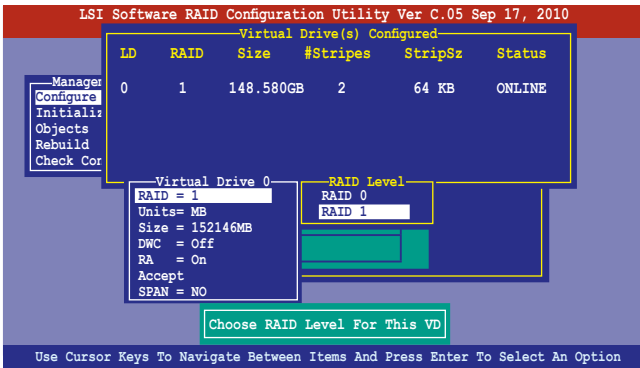 LSI Software RAID Configuration Utility Ver C.05 Sep 17, 2010
Virtual Drive(s) Configured
LD RAID Size #Stripes StripSz Status
0 1 148.580GB 2 64 KB ONLINE
Manager
Configure
Initializ
Objects
Rebuild
Check Con
Virtual Drive 0
RAID = 1
Units= MB
Size = 152146MB
DWC = Off
RA = On
Accept
SPAN = NO
RAID Level
RAID 0
RAID 1
Choose RAID Level For This VD
Use Cursor Keys To Navigate Between Items And Press Enter To Select An Option